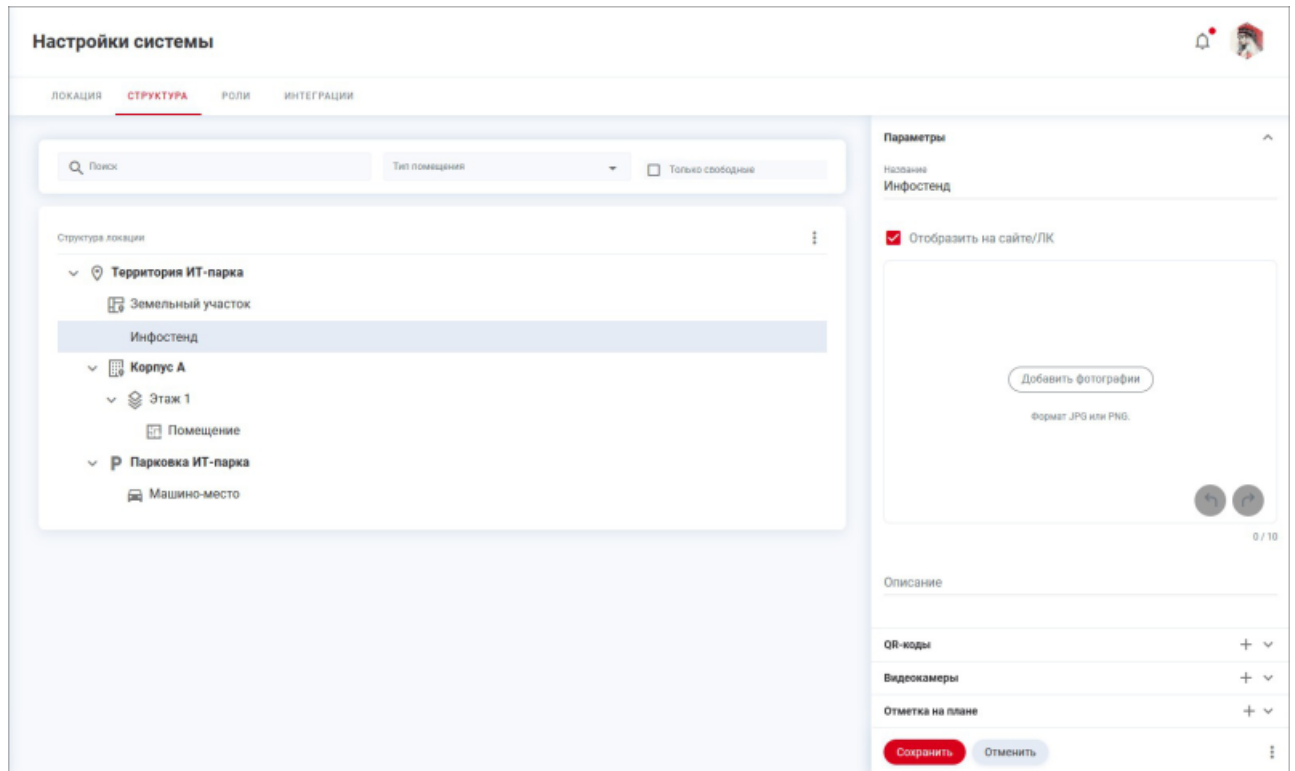 Настройки системы
ЛОКАЦИЯ СТРУКТУРА РОЛИ ИНТЕГРАЦИИ
Поиск Тип помещения Только свободные
Структура локации
Территория ИТ-парка
Земельный участок
Инфостенд
Корпус А
Этаж 1
Помещение
P Парковка ИТ-парка
Машино-место
Параметры
Название
Инфостенд
Отобразить на сайте/ЛК
Добавить фотографии
Формат JPG или PNG.
0 / 10
Описание
QR-коды
Видеокамеры
Отметка на плане
Сохранить Отменить